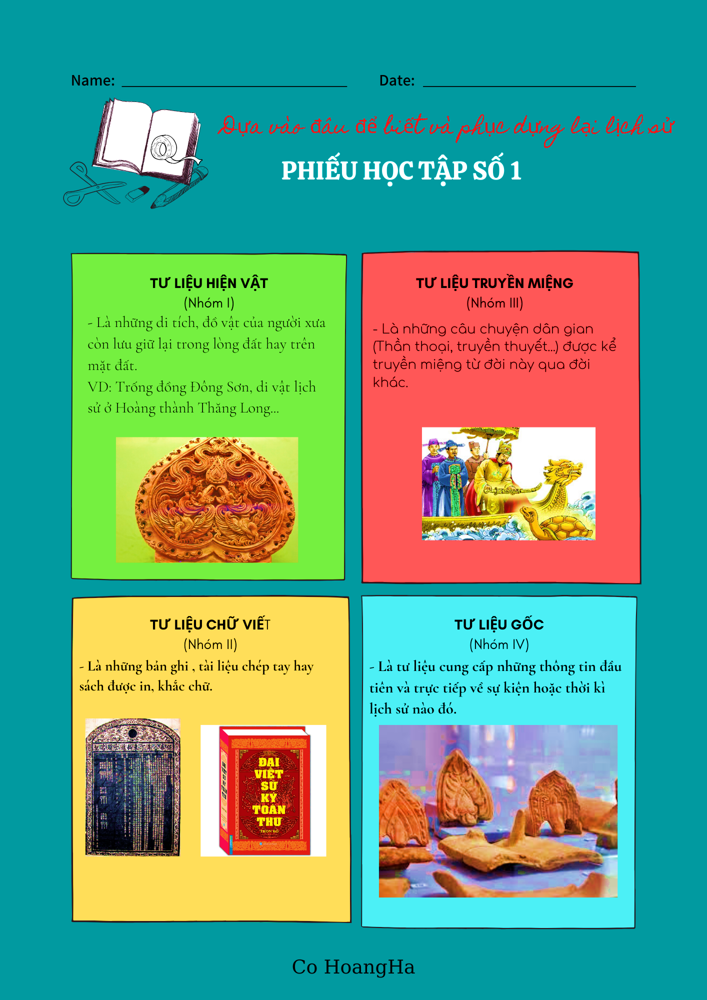 Name:
Date:
Dựa vào đâu để biết và phục dựng lại lịch sử
PHIẾU HỌC TẬP SỐ 1
TƯ LIỆU HIỆN VẬT
(Nhóm I)
- Là những di tích, đồ vật của người xưa
còn lưu giữ lại trong lòng đất hay trên
mặt đất.
VD: Trống đồng Đông Sơn, di vật lịch
sử ở Hoàng thành Thăng Long...
TƯ LIỆU TRUYỀN MIỆNG
(Nhóm III)
- Là những câu chuyện dân gian
(Thần thoại, truyền thuyết...) được kể
truyền miệng từ đời này qua đời
khác.
TƯ LIỆU CHỮ VIẾT
(Nhóm II)
- Là những bản ghi , tài liệu chép tay hay
sách được in, khắc chữ.
ĐẠI
VIỆT
SỬ
KÝ
TOÀN
THƯ
TRỌN BỘ
TƯ LIỆU GỐC
(Nhóm IV)
- Là tư liệu cung cấp những thông tin đầu
tiên và trực tiếp về sự kiện hoặc thời kì
lịch sử nào đó.
Co HoangHa